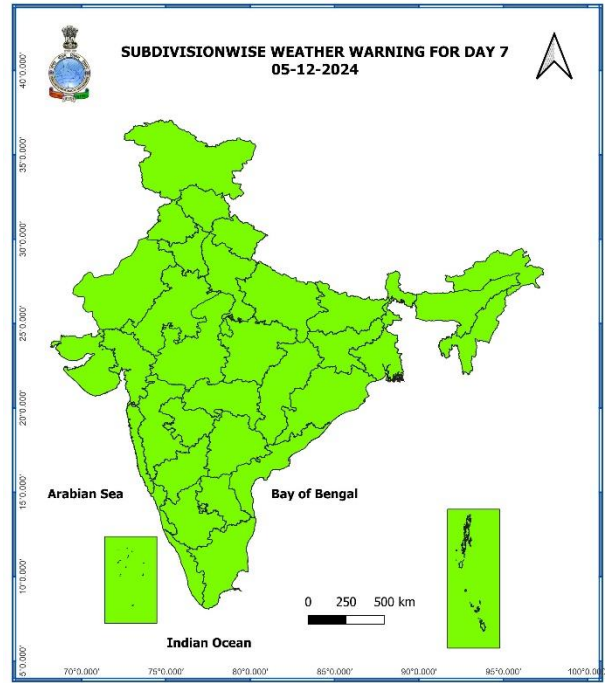 SUBDIVISIONWISE WEATHER WARNING FOR DAY 7
05-12-2024
40°0.000'
35°0.000'
30°0.000'
25°0.000'
20°0.000'
15°0.000'
10°0.000'
5°0.000'
Arabian Sea
Bay of Bengal
0 250 500 km
Indian Ocean
70°0.000' 75°0.000' 80°0.000' 85°0.000' 90°0.000' 95°0.000' 100°0.000'